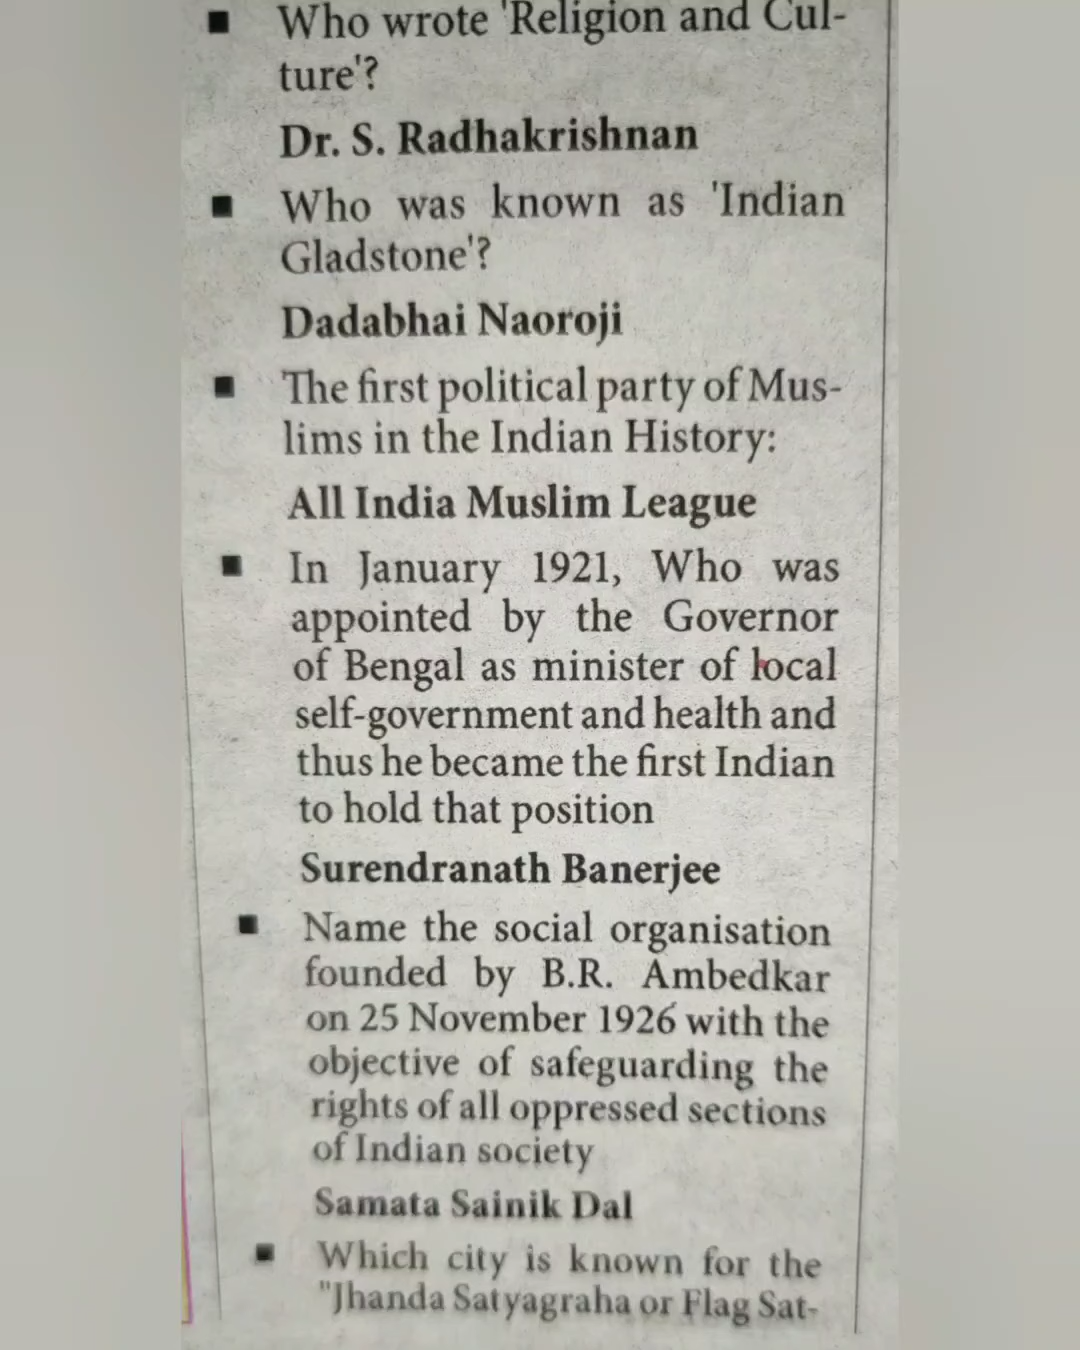 ■ Who wrote 'Religion and Cul-
ture'?
Dr. S. Radhakrishnan
■ Who was known as 'Indian
Gladstone'?
Dadabhai Naoroji
■ The first political party of Mus-
lims in the Indian History:
All India Muslim League
■ In January 1921, Who was
appointed by the Governor
of Bengal as minister of local
self-government and health and
thus he became the first Indian
to hold that position
Surendranath Banerjee
■ Name the social organisation
founded by B.R. Ambedkar
on 25 November 1926 with the
objective of safeguarding the
rights of all oppressed sections
of Indian society
Samata Sainik Dal
■ Which city is known for the
"Jhanda Satyagraha or Flag Sat-